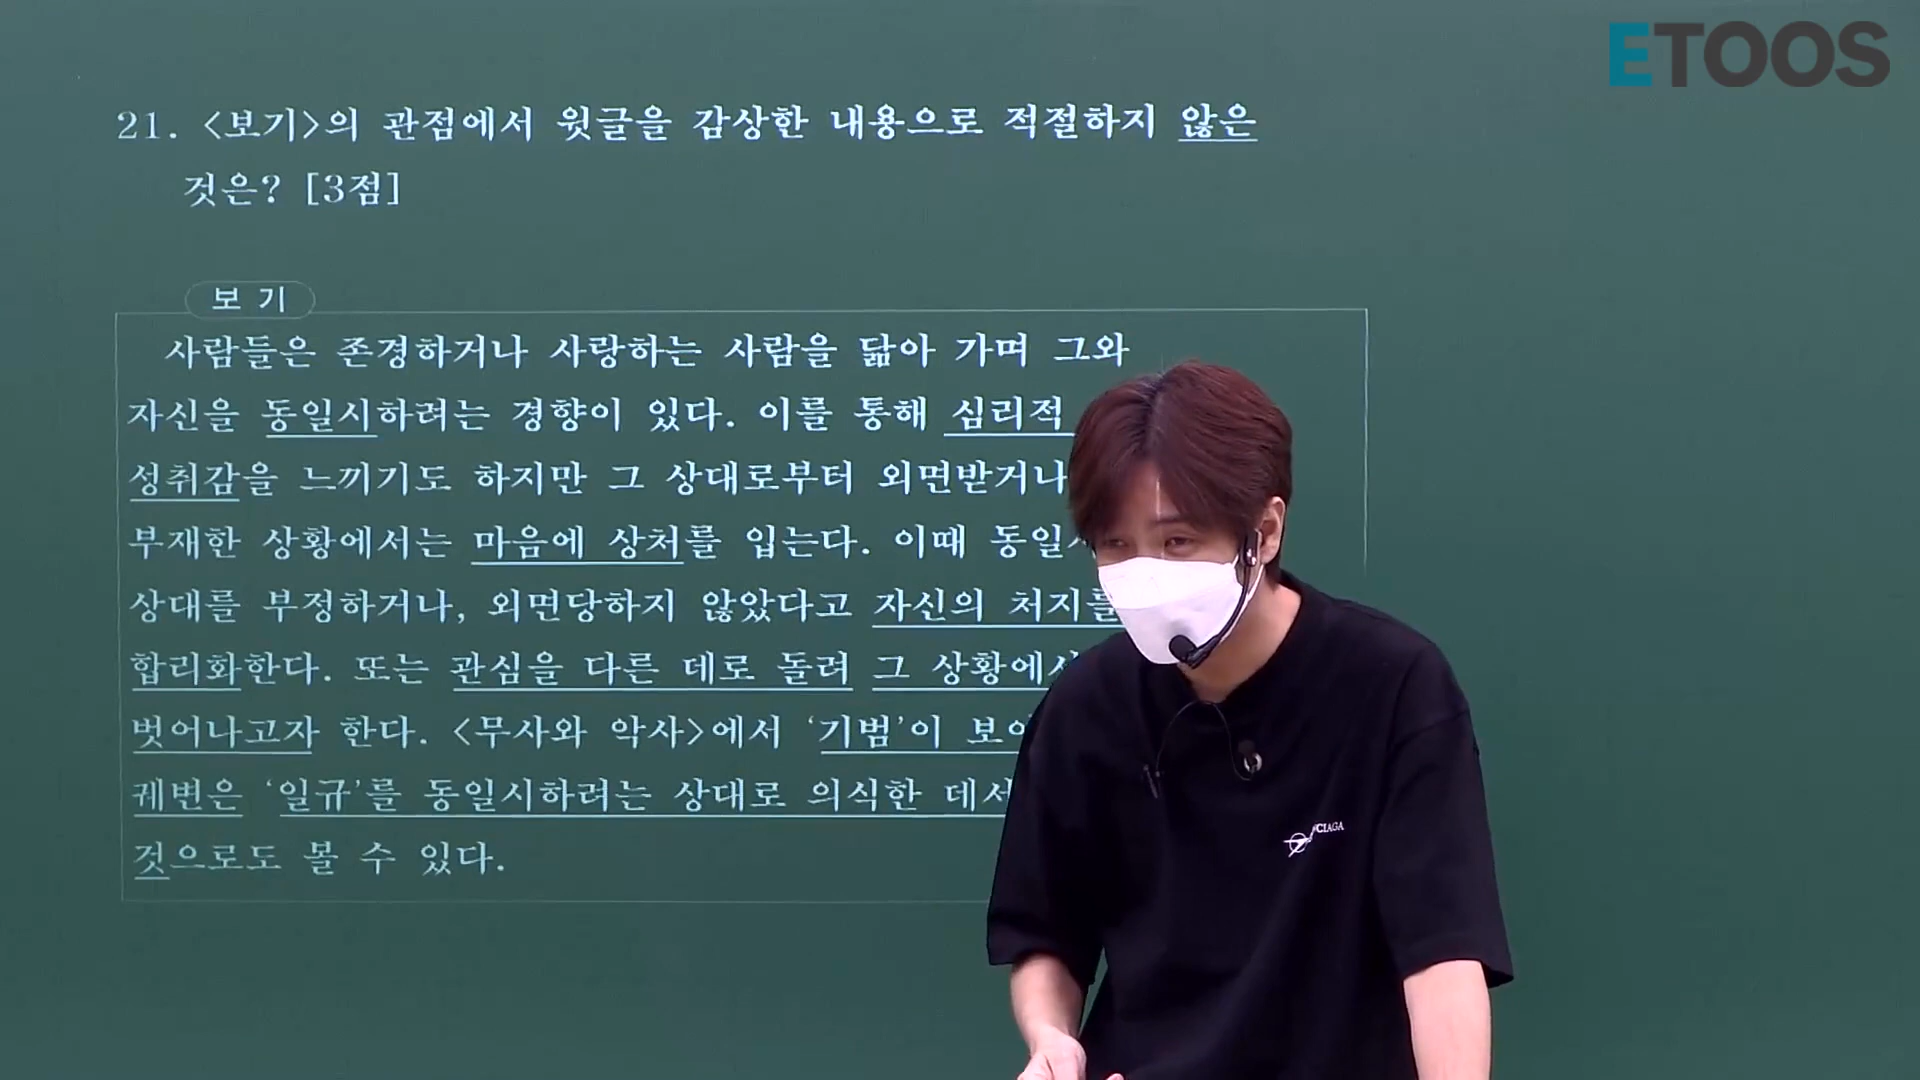 ETOOS
21. <보기>의 관점에서 윗글을 감상한 내용으로 적절하지 않은
것은? [3점]
보 기
사람들은 존경하거나 사랑하는 사람을 닮아 가며 그와
자신을 동일시하려는 경향이 있다. 이를 통해 심리적
성취감을 느끼기도 하지만 그 상대로부터 외면받거나
부재한 상황에서는 마음에 상처를 입는다. 이때
상대를 부정하거나, 외면당하지 않았다고 자신의 처지를
합리화한다. 또는 관심을 다른 데로 돌려 그 상황에서
벗어나고자 한다. <무사와 악사>에서 '기범'이
궤변은 '일규'를 동일시하려는 상대로 의식한 데서
것으로도 볼 수 있다.
CIAGA